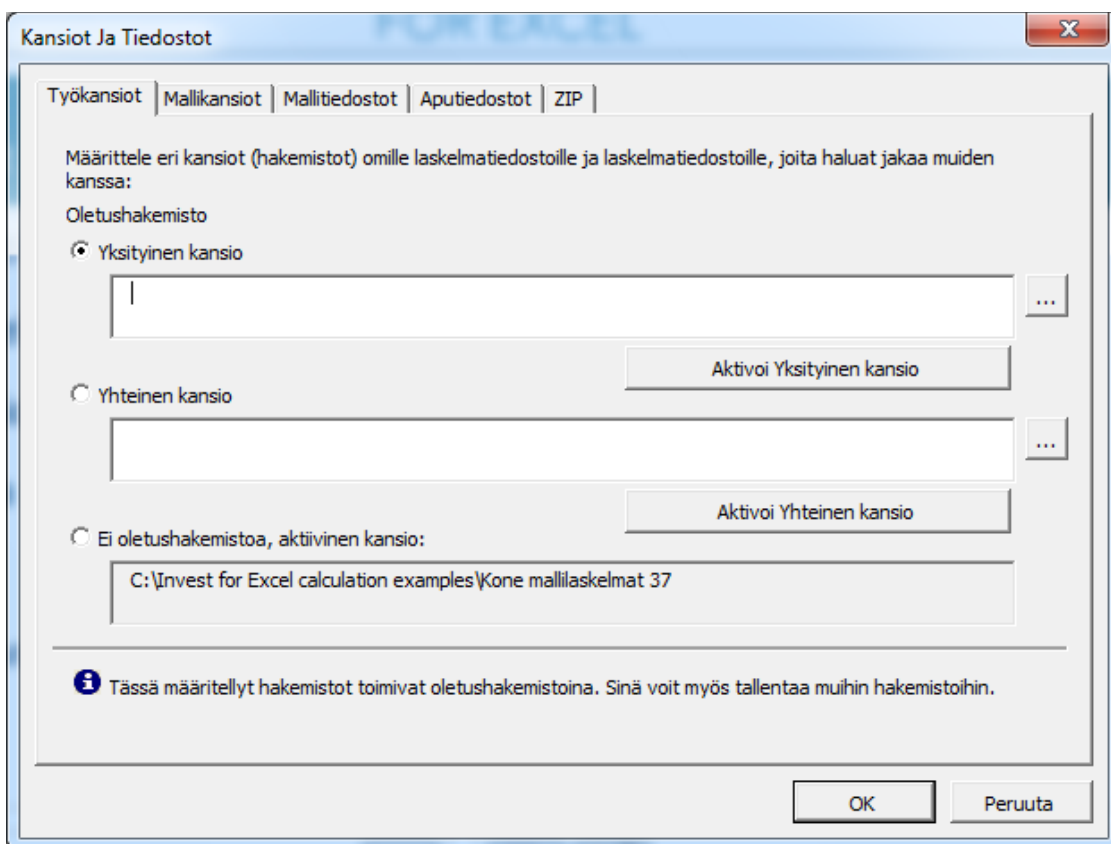 FOR EXCEL
Kansiot Ja Tiedostot
Työkansiot Mallikansiot Mallitiedostot Aputiedostot ZIP
Määrittele eri kansiot (hakemistot) omille laskelmatiedostoille ja laskelmatiedostoille, joita haluat jakaa muiden
kanssa:
Oletushakemisto
Yksityinen kansio
...
Aktivoi Yksityinen kansio
Yhteinen kansio
...
Aktivoi Yhteinen kansio
Ei oletushakemistoa, aktiivinen kansio:
C:\Invest for Excel calculation examples\Kone mallilaskelmat 37
Tässä määritellyt hakemistot toimivat oletushakemistoina. Sinä voit myös tallentaa muihin hakemistoihin.
OK Peruuta